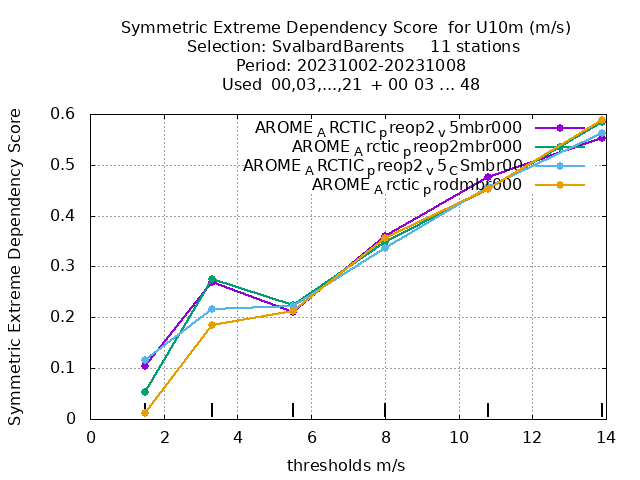 Symmetric Extreme Dependency Score for U10m (m/s)
Selection: SvalbardBarents 11 stations
Period: 20231002-20231008
Used 00,03,...,21 + 00 03 ... 48
Symmetric Extreme Dependency Score
0.6
0.5
0.4
0.3
0.2
0.1
0
AROME_ARCTIC_preop2_v5mbr000
AROME_Arctic_preop2mbr000
AROME_ARCTIC_preop2_v5_CSmbr00
AROME_Arctic_prodmbr000
0 2 4 6 8 10 12 14
thresholds m/s